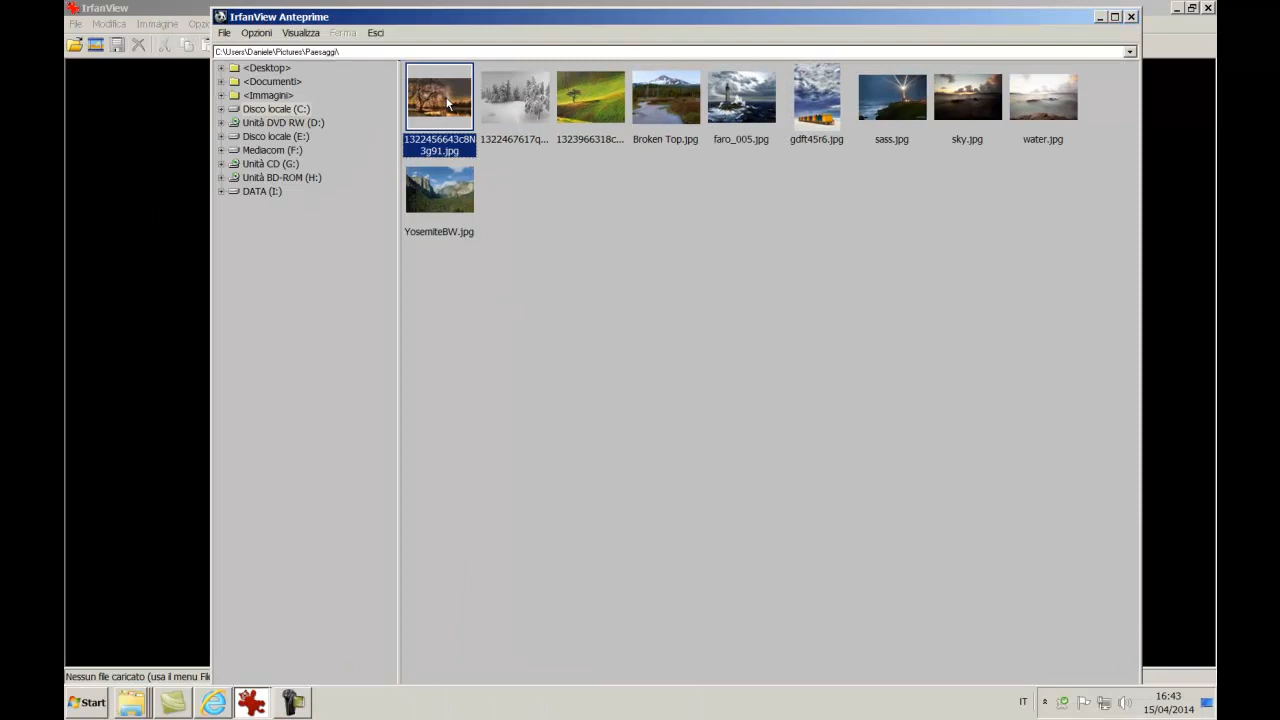 IrfanView
File Modifica Immagine Opzio
IrfanView Anteprime
File Opzioni Visualizza Ferma Esci
C:\Users\Daniele\Pictures\Paesaggi\
<Desktop>
<Documenti>
<Immagini>
Disco locale (C:)
Unità DVD RW (D:)
Disco locale (E:)
Mediacom (F:)
Unità CD (G:)
Unità BD-ROM (H:)
DATA (I:)
1322456643c8N
3g91.jpg
1322467617q...
1323966318c...
Broken Top.jpg
faro_005.jpg
gdft45r6.jpg
sass.jpg
sky.jpg
water.jpg
YosemiteBW.jpg
Nessun file caricato (usa il menu File
Start
IT
16:43
15/04/2014